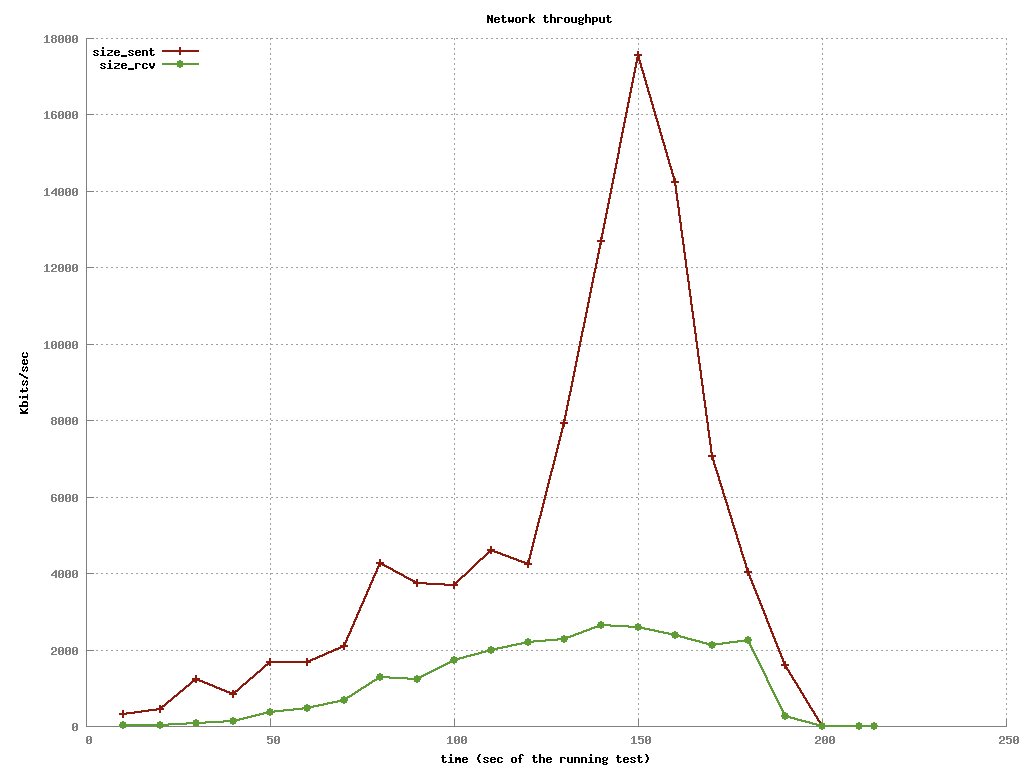 Network throughput
size_sent
size_rcv
18000
16000
14000
12000
10000
8000
6000
4000
2000
0
Kbits/sec
0 50 100 150 200 250
time (sec of the running test)